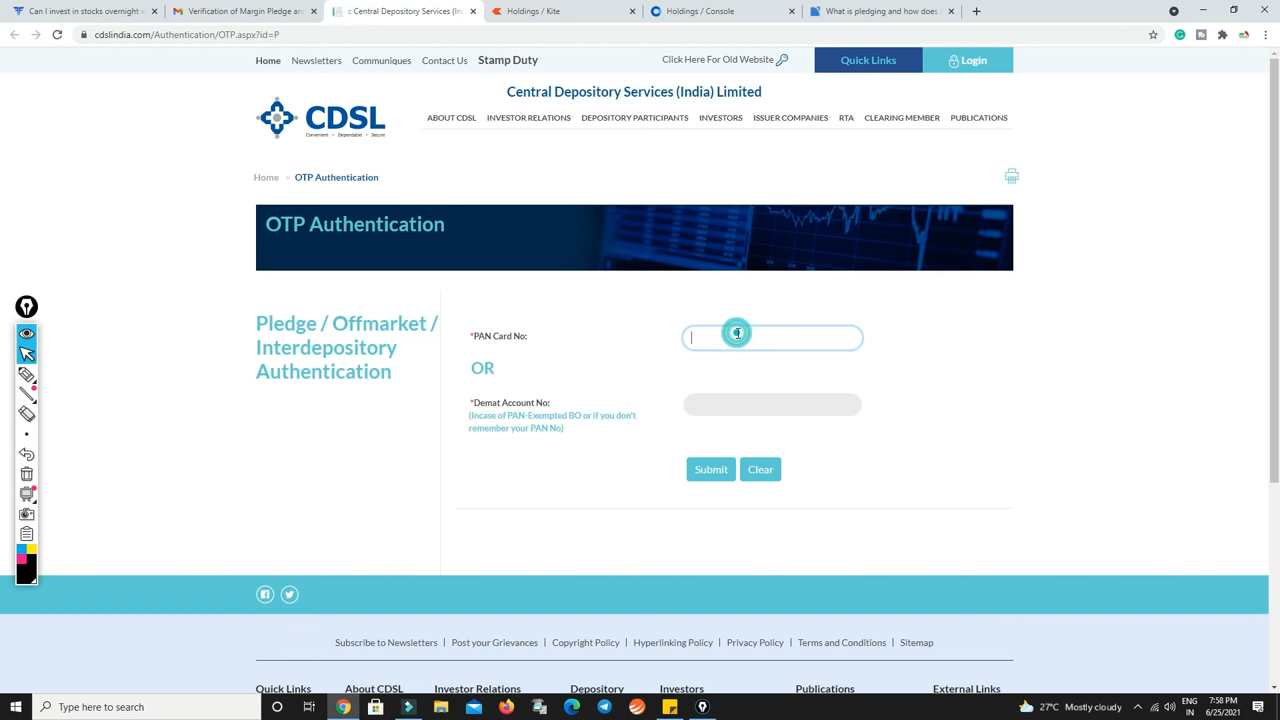 Can I invest in stocks overnight w
Verification of Margin Pledge and
:: Central Depository Services (In
Positions / Kite
Holdings / Console
What is pledging and how does
cdslindia.com/Authentication/OTP.aspx?id=P
Home Newsletters Communiques Contact Us Stamp Duty
Click Here For Old Website
Quick Links
Login
Central Depository Services (India) Limited
CDSL
Convenient • Dependable • Secure
ABOUT CDSL INVESTOR RELATIONS DEPOSITORY PARTICIPANTS INVESTORS ISSUER COMPANIES RTA CLEARING MEMBER PUBLICATIONS
Home » OTP Authentication
OTP Authentication
Pledge / Offmarket /
Interdepository
Authentication
*PAN Card No:
OR
*Demat Account No:
(Incase of PAN-Exempted BO or if you don't
remember your PAN No)
Submit Clear
Subscribe to Newsletters | Post your Grievances | Copyright Policy | Hyperlinking Policy | Privacy Policy | Terms and Conditions | Sitemap
Quick Links About CDSL Investor Relations Depository Investors Publications External Links
Type here to search
27°C Mostly cloudy
ENG
IN
7:58 PM
6/25/2021